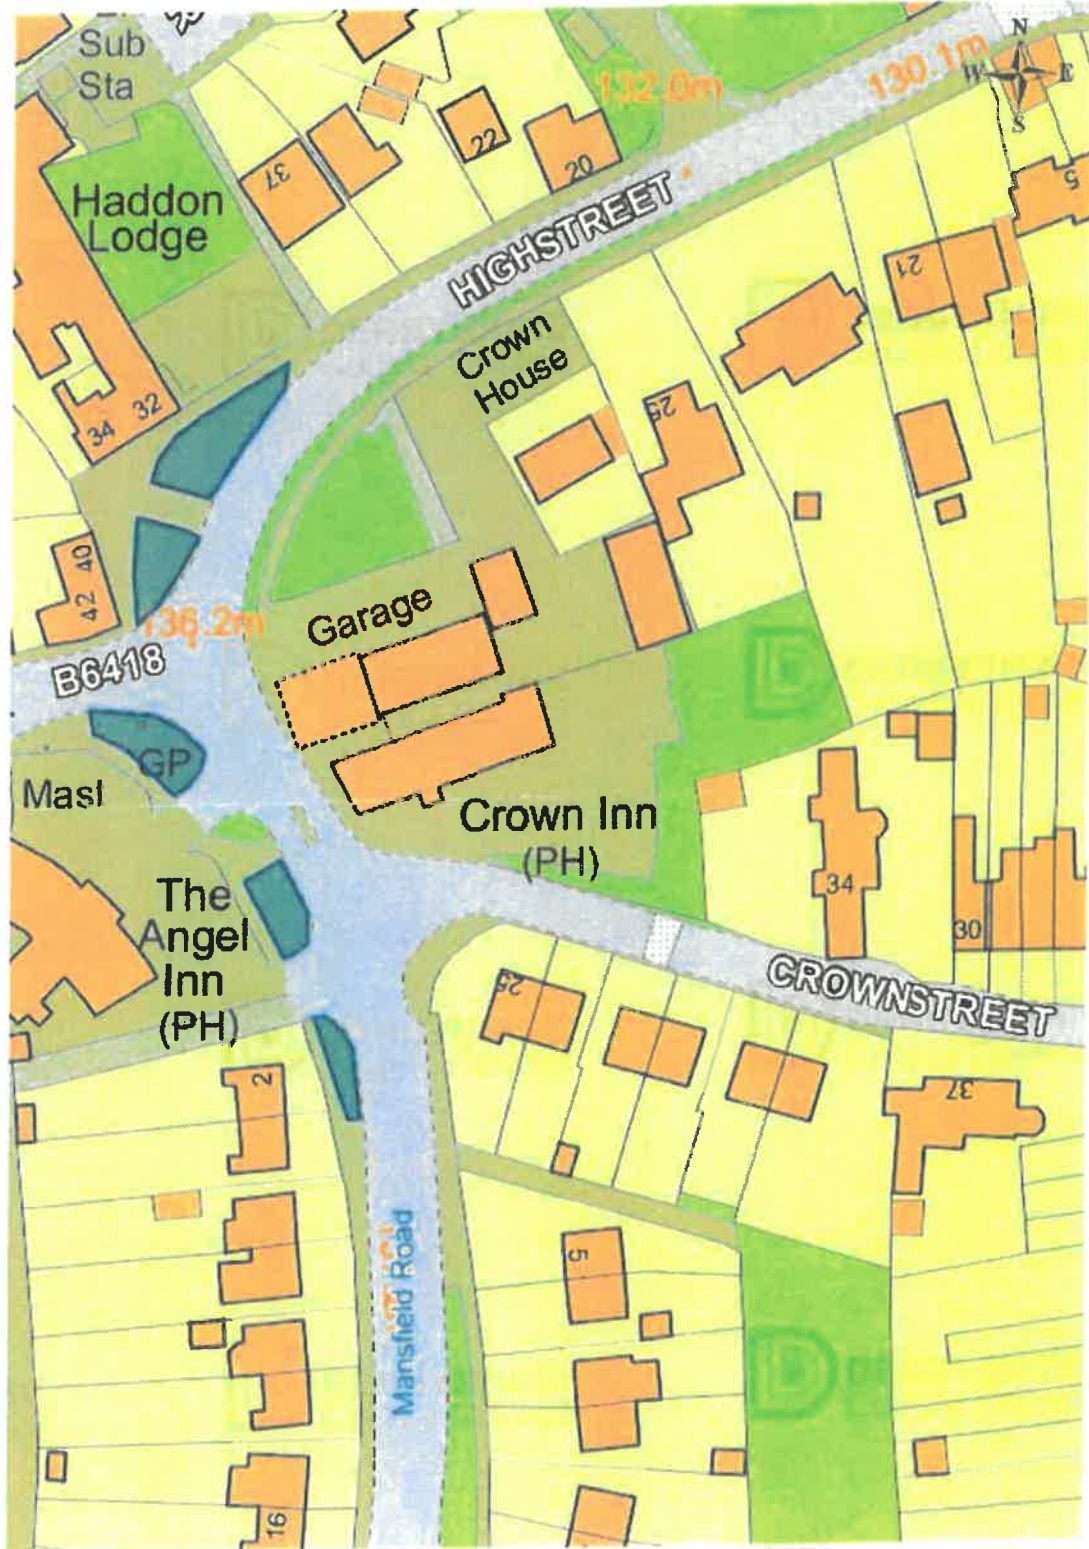 Sub
Sta
N
W E
S
132.0m
130.1m
22
20
37
5
Haddon
Lodge
HIGHSTREET
21
Crown
House
25
32
34
40
42
Garage
136.2m
B6418
GP
Masl
Crown Inn
(PH)
The
Angel
Inn
(PH)
34
30
CROWNSTREET
25
2
37
Mansfield Road
5
16